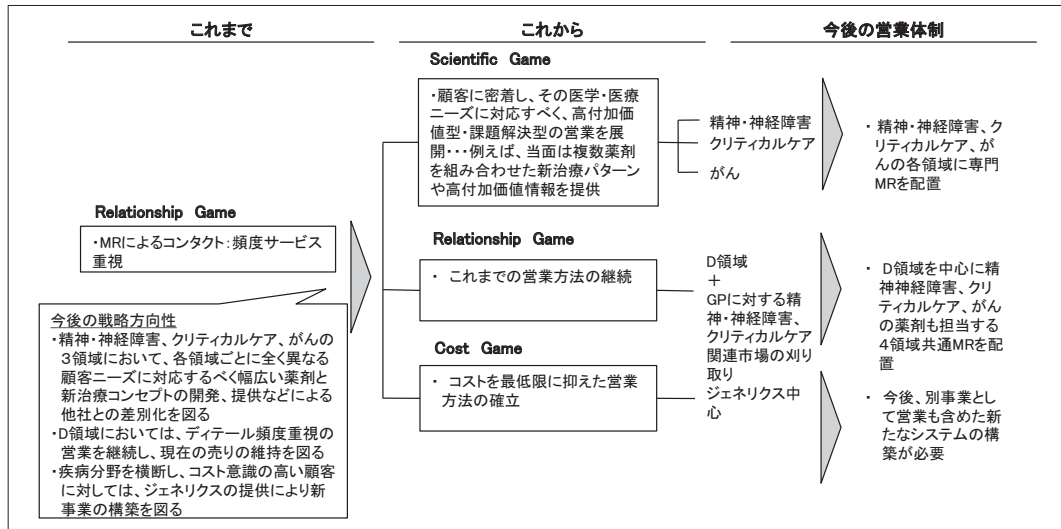 これまで
これから
今後の営業体制
Relationship Game
・MRによるコンタクト:頻度サービス
重視
今後の戦略方向性
・精神・神経障害、クリティカルケア、がんの
3領域において、各領域ごとに全く異なる
顧客ニーズに対応するべく幅広い薬剤と
新治療コンセプトの開発、提供などによる
他社との差別化を図る
・D領域においては、ディテール頻度重視の
営業を継続し、現在の売りの維持を図る
・疾病分野を横断し、コスト意識の高い顧客
に対しては、ジェネリクスの提供により新
事業の構築を図る
Scientific Game
・顧客に密着し、その医学・医療
ニーズに対応すべく、高付加価
値型・課題解決型の営業を展
開・・・例えば、当面は複数薬剤
を組み合わせた新治療パターン
や高付加価値情報を提供
精神・神経障害
クリティカルケア
がん
・ 精神・神経障害、ク
リティカルケア、が
んの各領域に専門
MRを配置
Relationship Game
・ これまでの営業方法の継続
D領域
+
GPに対する精
神・神経障害、
クリティカルケア
関連市場の刈り
取り
・ D領域を中心に精
神神経障害、クリ
ティカルケア、がん
の薬剤も担当する
4領域共通MRを配
置
Cost Game
・ コストを最低限に抑えた営業
方法の確立
ジェネリクス中
心
・ 今後、別事業とし
て営業も含めた新
たなシステムの構
築が必要